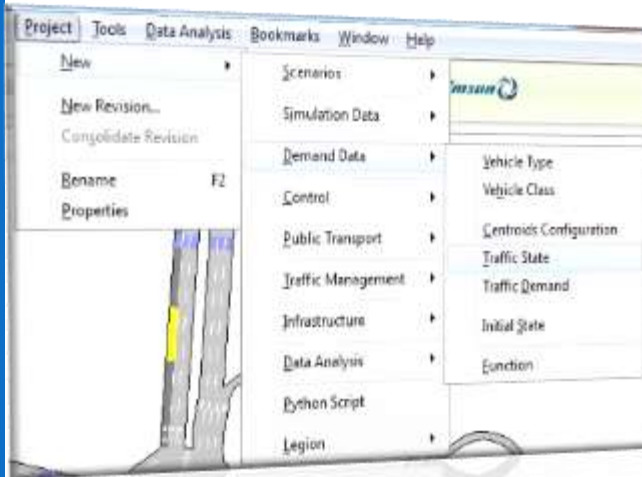 Project Tools Data Analysis Bookmarks Window Help
New
New Revision...
Consolidate Revision
Rename F2
Properties
Scenarios
Simulation Data
Demand Data
Control
Public Transport
Traffic Management
Infrastructure
Data Analysis
Python Script
Legion
Vehicle Type
Vehicle Class
Centroids Configuration
Traffic State
Traffic Demand
Initial State
Function